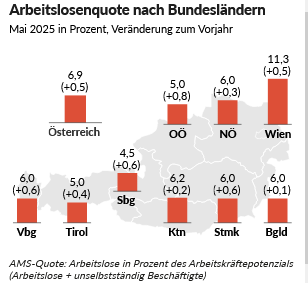 Arbeitslosenquote nach Bundesländern
Mai 2025 in Prozent, Veränderung zum Vorjahr
6,9
(+0,5)
Österreich
5,0
(+0,8)
OÖ
6,0
(+0,3)
NÖ
11,3
(+0,5)
Wien
6,0
(+0,6)
Vbg
5,0
(+0,4)
Tirol
4,5
(+0,6)
Sbg
6,2
(+0,2)
Ktn
6,0
(+0,6)
Stmk
6,0
(+0,1)
Bgld
AMS-Quote: Arbeitslose in Prozent des Arbeitskräftepotenzials
(Arbeitslose + unselbstständig Beschäftigte)